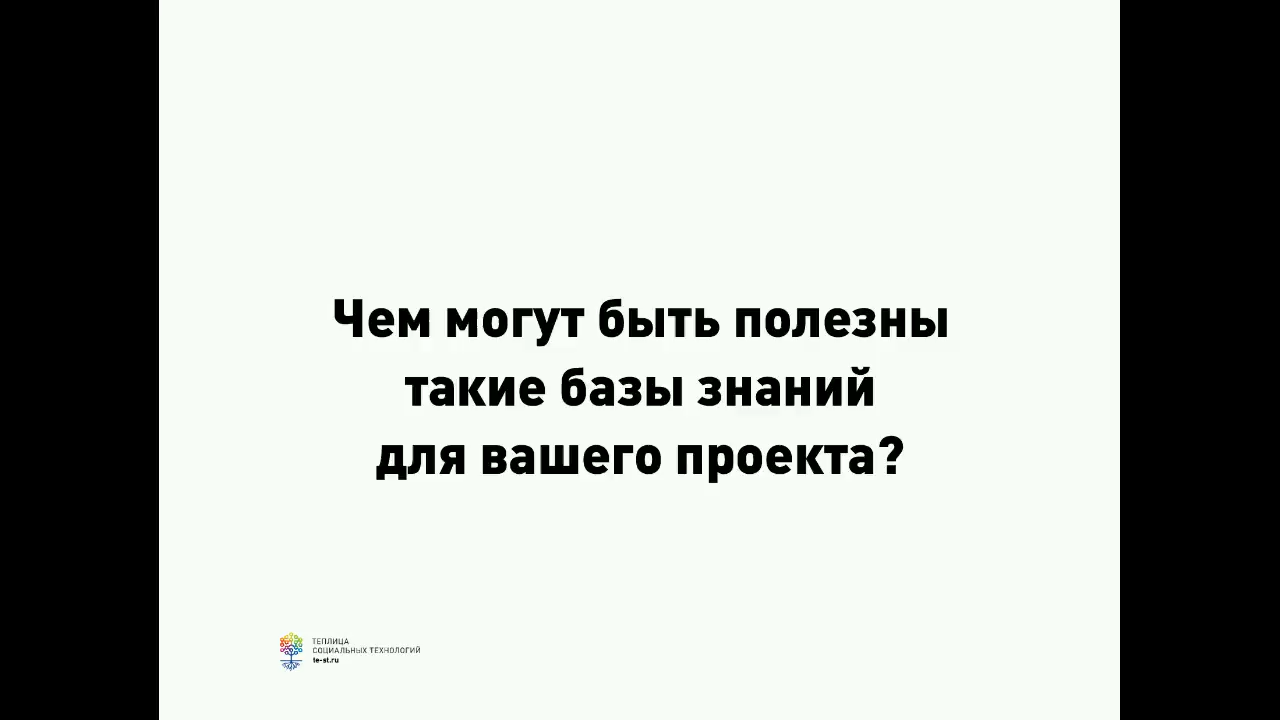 Чем могут быть полезны
такие базы знаний
для вашего проекта?
ТЕПЛИЦА
СОЦИАЛЬНЫХ ТЕХНОЛОГИЙ
te-st.ru